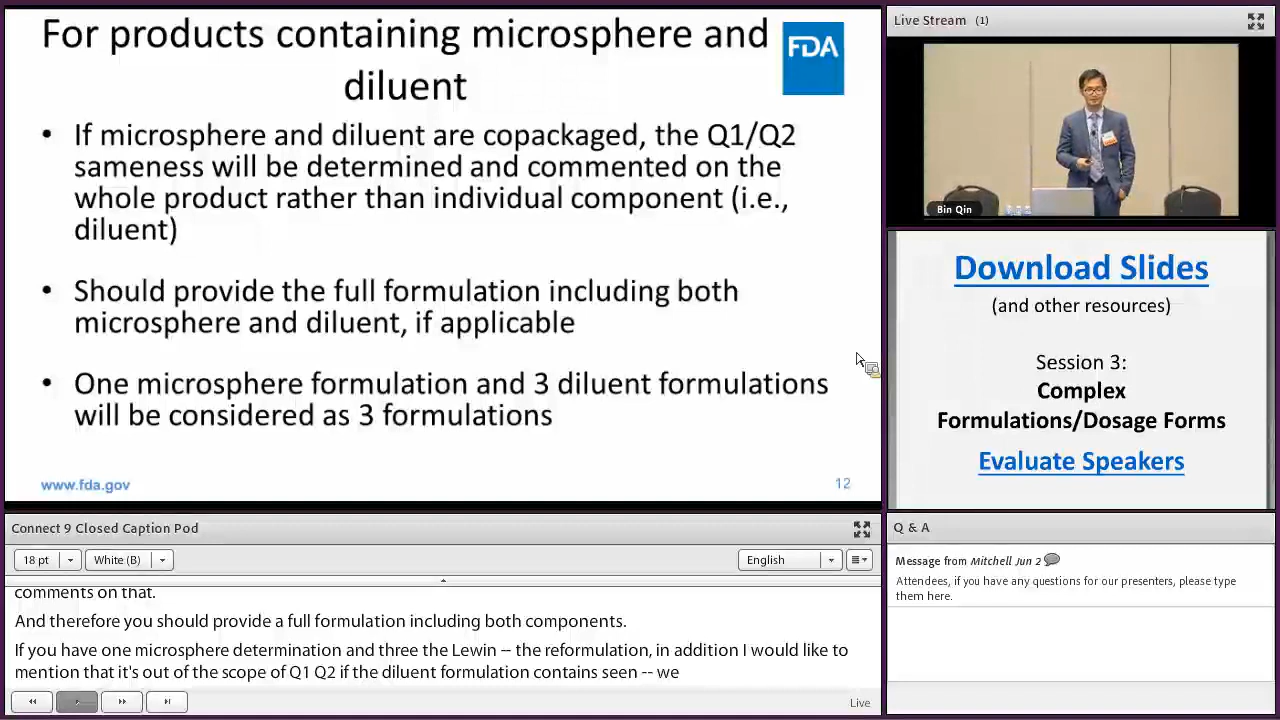 For products containing microsphere and
diluent
FDA
• If microsphere and diluent are copackaged, the Q1/Q2
sameness will be determined and commented on the
whole product rather than individual component (i.e.,
diluent)
• Should provide the full formulation including both
microsphere and diluent, if applicable
• One microsphere formulation and 3 diluent formulations
will be considered as 3 formulations
www.fda.gov
12
Live Stream (1)
Bin Qin
Download Slides
(and other resources)
Session 3:
Complex
Formulations/Dosage Forms
Evaluate Speakers
Connect 9 Closed Caption Pod
18 pt
White (B)
English
comments on that.
And therefore you should provide a full formulation including both components.
If you have one microsphere determination and three the Lewin -- the reformulation, in addition I would like to
mention that it's out of the scope of Q1 Q2 if the diluent formulation contains seen -- we
Live
Q & A
Message from Mitchell Jun 2
Attendees, if you have any questions for our presenters, please type
them here.